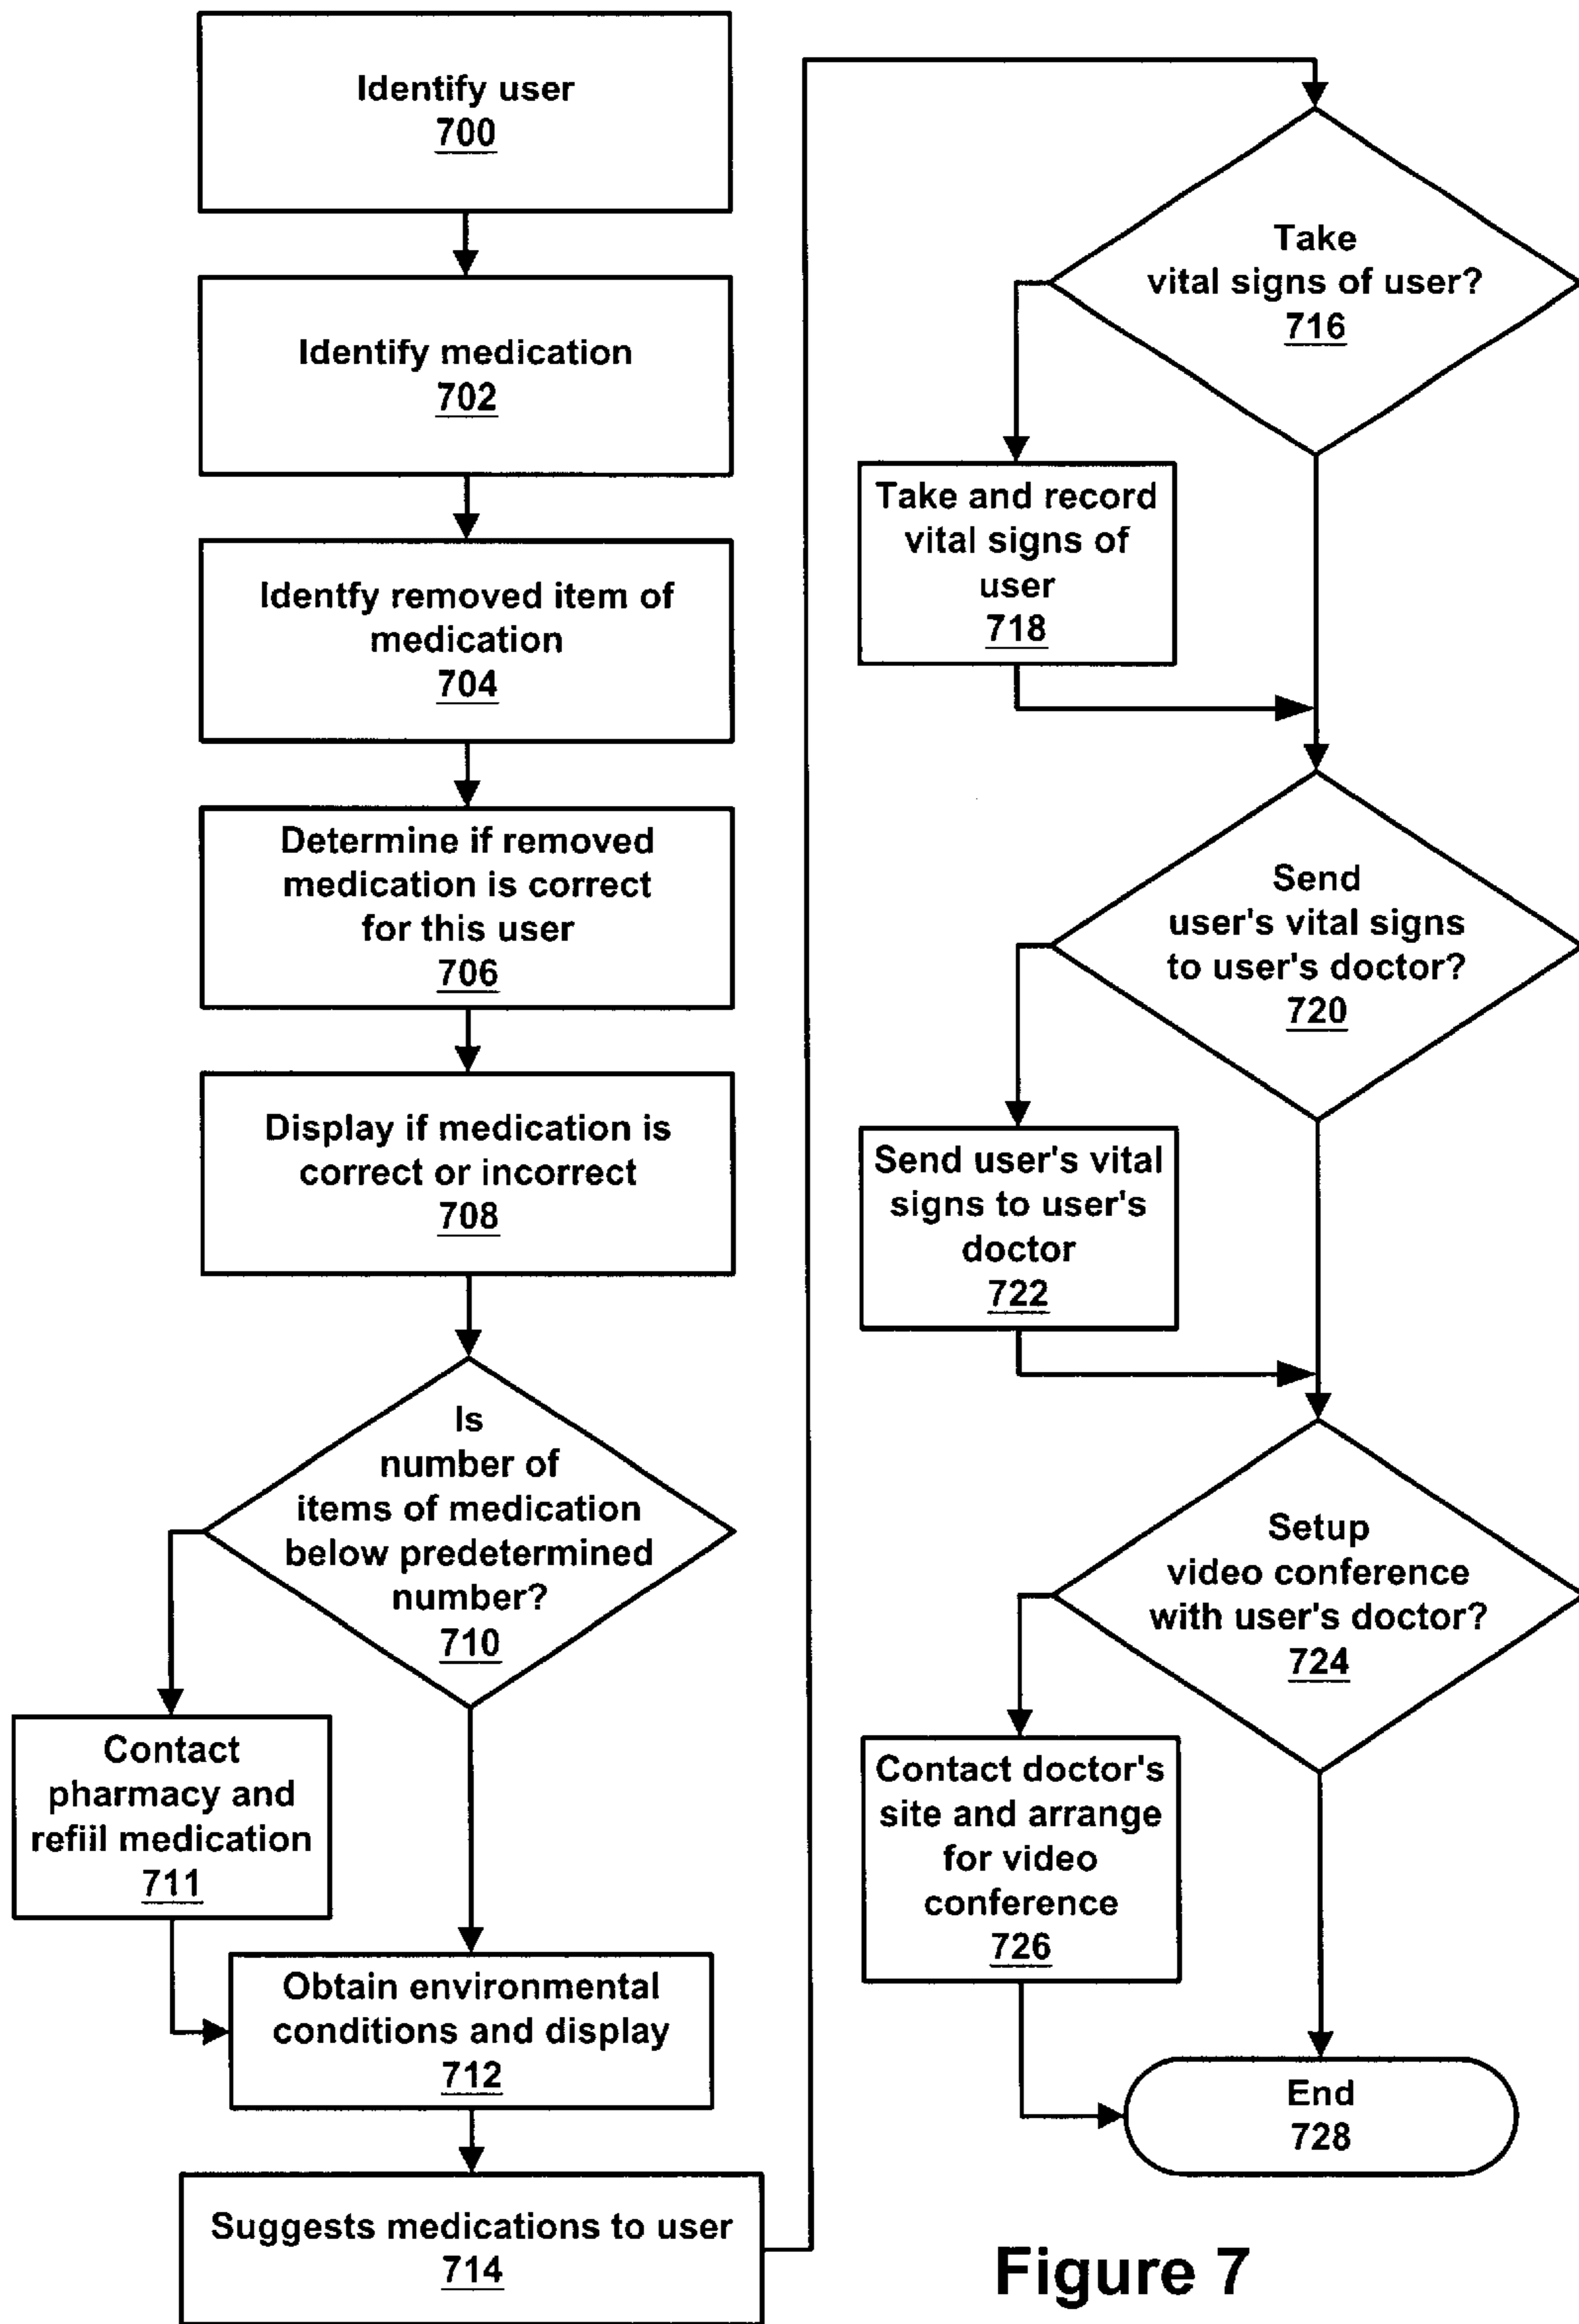 Identify user
700
Identify medication
702
Identfy removed item of
medication
704
Determine if removed
medication is correct
for this user
706
Display if medication is
correct or incorrect
708
Is
number of
items of medication
below predetermined
number?
710
Contact
pharmacy and
refiil medication
711
Obtain environmental
conditions and display
712
Suggests medications to user
714
Take
vital signs of user?
716
Take and record
vital signs of
user
718
Send
user's vital signs
to user's doctor?
720
Send user's vital
signs to user's
doctor
722
Setup
video conference
with user's doctor?
724
Contact doctor's
site and arrange
for video
conference
726
End
728
Figure 7